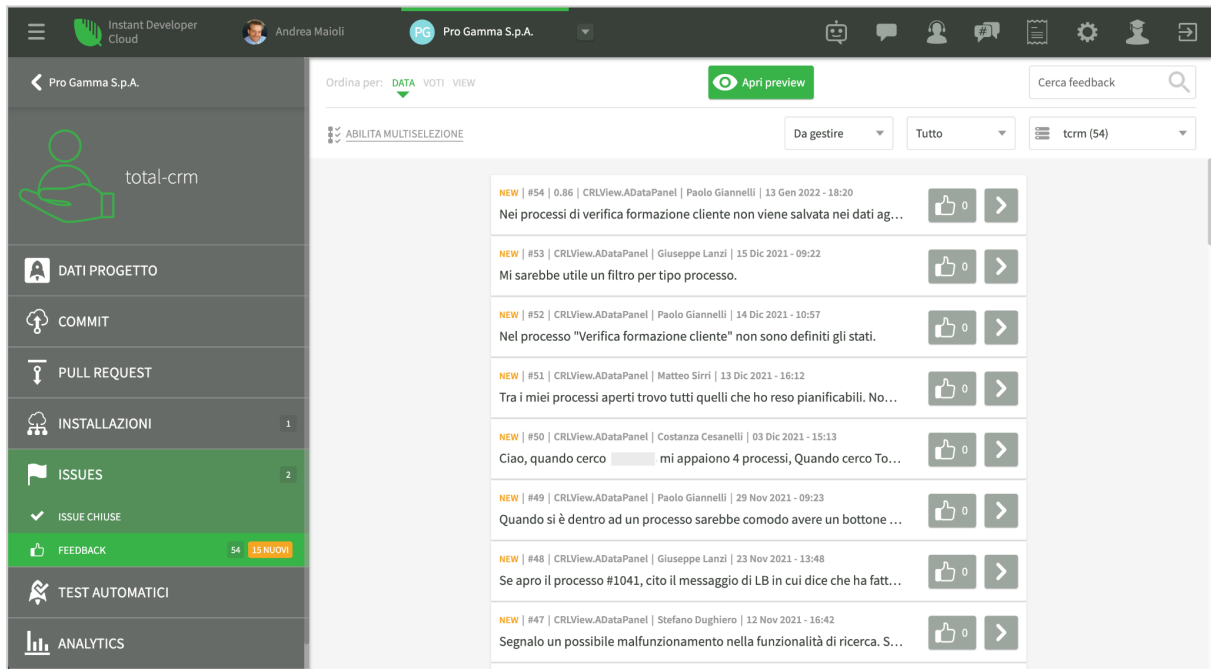 Instant Developer
Cloud
Andrea Maioli
PG Pro Gamma S.p.A.
Pro Gamma S.p.A.
total-crm
DATI PROGETTO
COMMIT
PULL REQUEST
INSTALLAZIONI 1
ISSUES 2
ISSUE CHIUSE
FEEDBACK 54 15 NUOVI
TEST AUTOMATICI
ANALYTICS
Ordina per: DATA VOTI VIEW
Apri preview
Cerca feedback
ABILITA MULTISELEZIONE
Da gestire
Tutto
tcrm (54)
NEW | #54 | 0.86 | CRLView.ADataPanel | Paolo Giannelli | 13 Gen 2022 - 18:20
Nei processi di verifica formazione cliente non viene salvata nei dati ag...
0
NEW | #53 | CRLView.ADataPanel | Giuseppe Lanzi | 15 Dic 2021 - 09:22
Mi sarebbe utile un filtro per tipo processo.
0
NEW | #52 | CRLView.ADataPanel | Paolo Giannelli | 14 Dic 2021 - 10:57
Nel processo "Verifica formazione cliente" non sono definiti gli stati.
0
NEW | #51 | CRLView.ADataPanel | Matteo Sirri | 13 Dic 2021 - 16:12
Tra i miei processi aperti trovo tutti quelli che ho reso pianificabili. No...
0
NEW | #50 | CRLView.ADataPanel | Costanza Cesanelli | 03 Dic 2021 - 15:13
Ciao, quando cerco mi appaiono 4 processi, Quando cerco To...
0
NEW | #49 | CRLView.ADataPanel | Paolo Giannelli | 29 Nov 2021 - 09:23
Quando si è dentro ad un processo sarebbe comodo avere un bottone ...
0
NEW | #48 | CRLView.ADataPanel | Giuseppe Lanzi | 23 Nov 2021 - 13:48
Se apro il processo #1041, cito il messaggio di LB in cui dice che ha fatt...
0
NEW | #47 | CRLView.ADataPanel | Stefano Dughiero | 12 Nov 2021 - 16:42
Segnalo un possibile malfunzionamento nella funzionalità di ricerca. S...
0